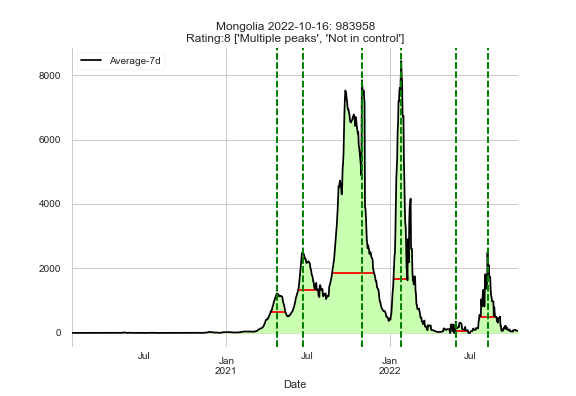 Mongolia 2022-10-16: 983958
Rating:8 ['Multiple peaks', 'Not in control']
Average-7d
8000
6000
4000
2000
0
Jul
Jan
2021
Jul
Jan
2022
Jul
Date